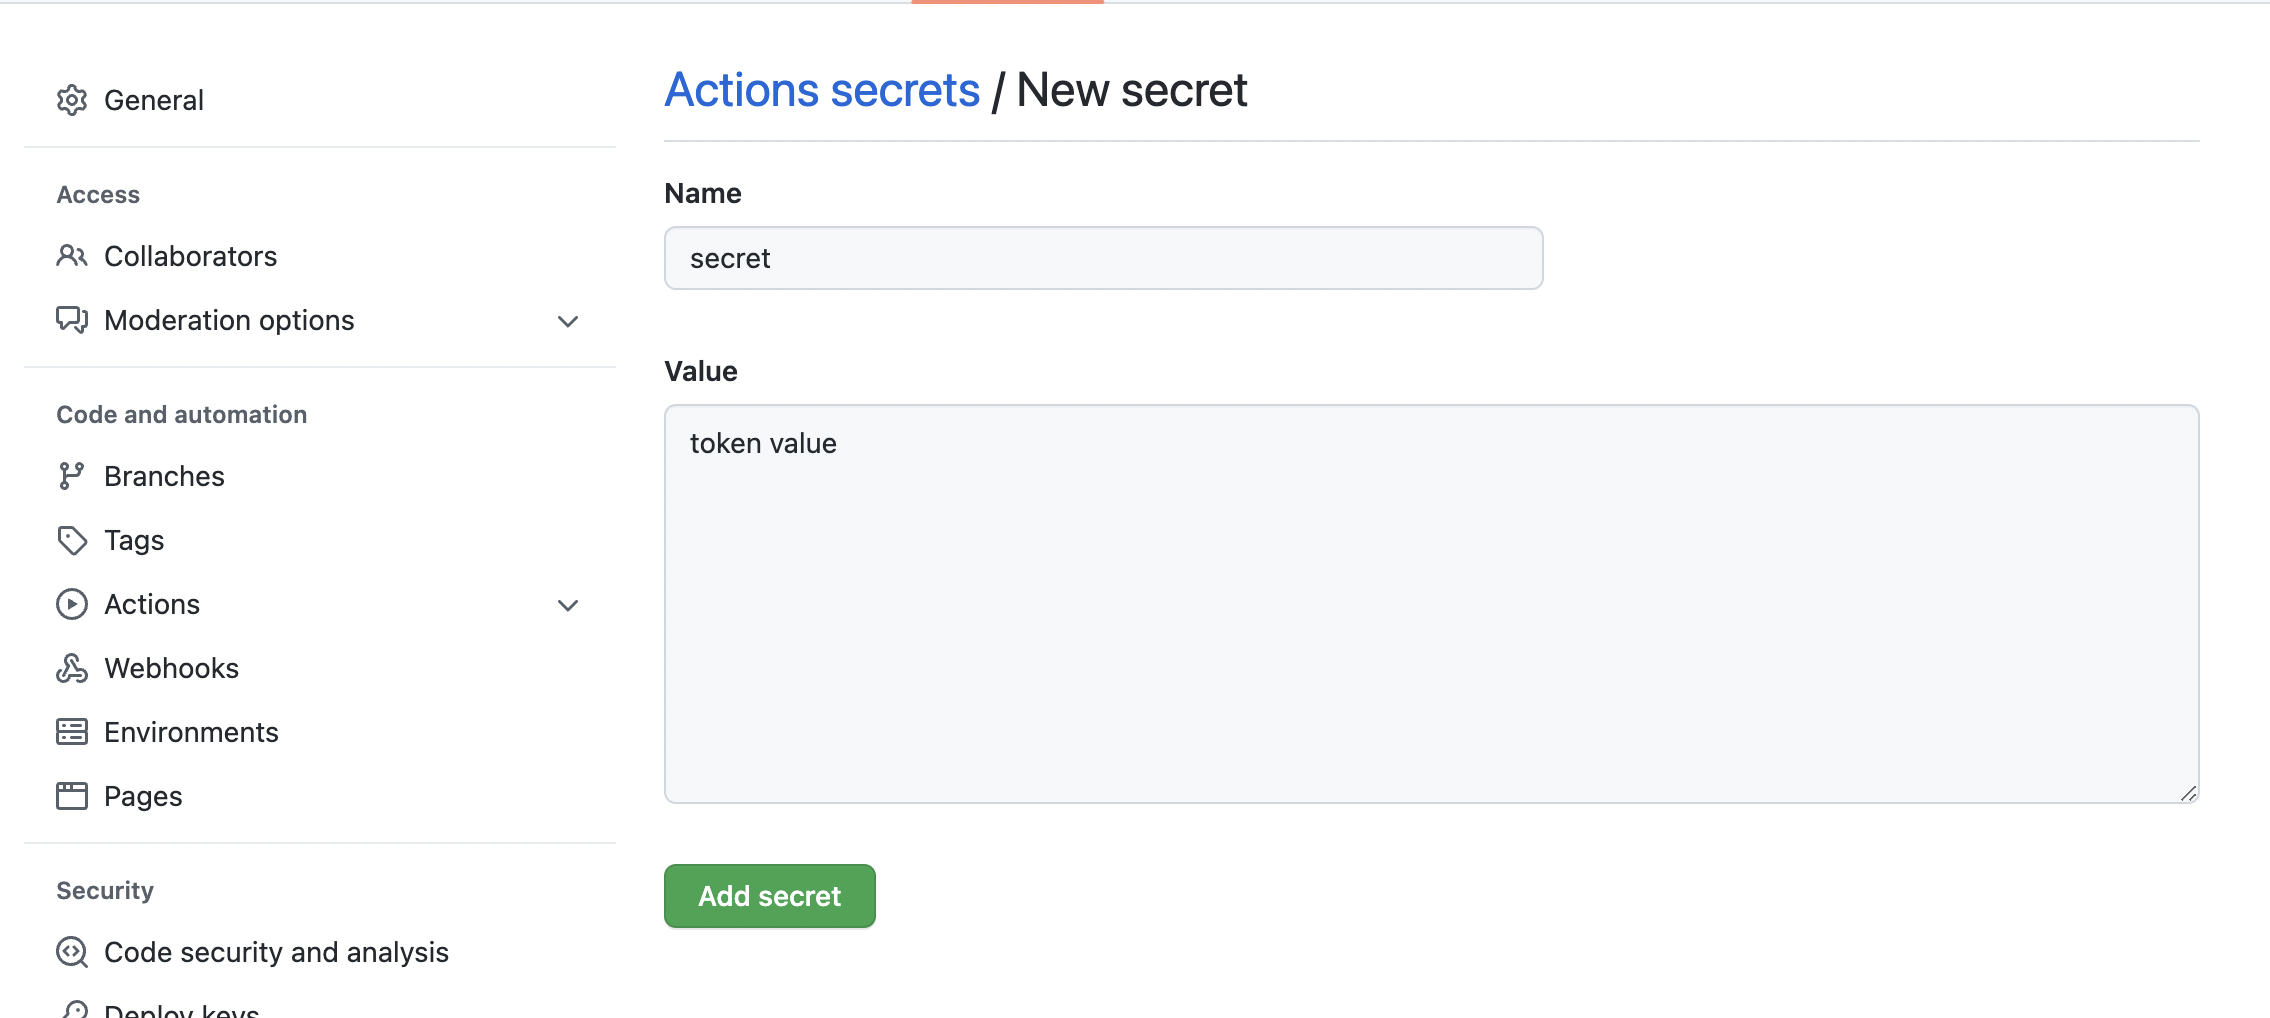 General
Access
Collaborators
Moderation options
Code and automation
Branches
Tags
Actions
Webhooks
Environments
Pages
Security
Code security and analysis
Deploy keys
Actions secrets / New secret
Name
secret
Value
token value
Add secret